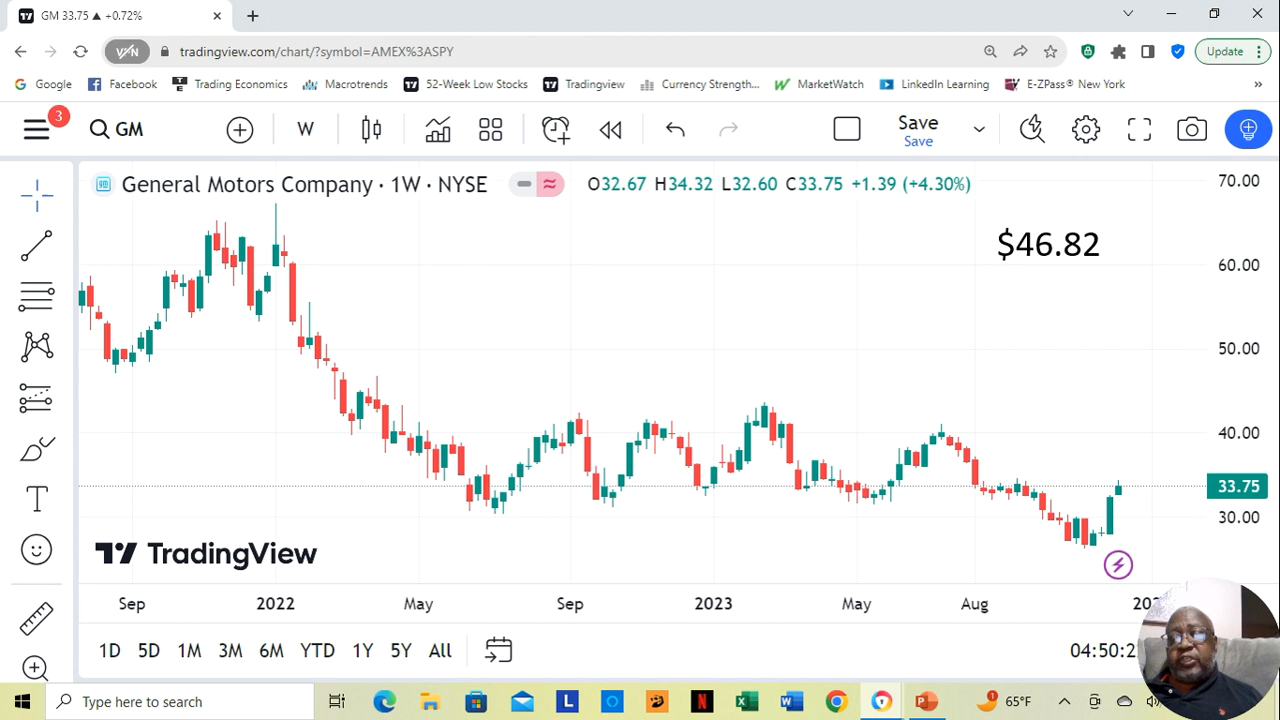 GM 33.75 ▲ +0.72%
tradingview.com/chart/?symbol=AMEX%3ASPY
Update
Google
Facebook
Trading Economics
Macrotrends
52-Week Low Stocks
Tradingview
Currency Strength...
MarketWatch
LinkedIn Learning
E-ZPass® New York
3
GM
W
Save
Save
General Motors Company · 1W · NYSE
O32.67 H34.32 L32.60 C33.75 +1.39 (+4.30%)
$46.82
70.00
60.00
50.00
40.00
33.75
30.00
TradingView
Sep
2022
May
Sep
2023
May
Aug
1D 5D 1M 3M 6M YTD 1Y 5Y All
Type here to search
65°F